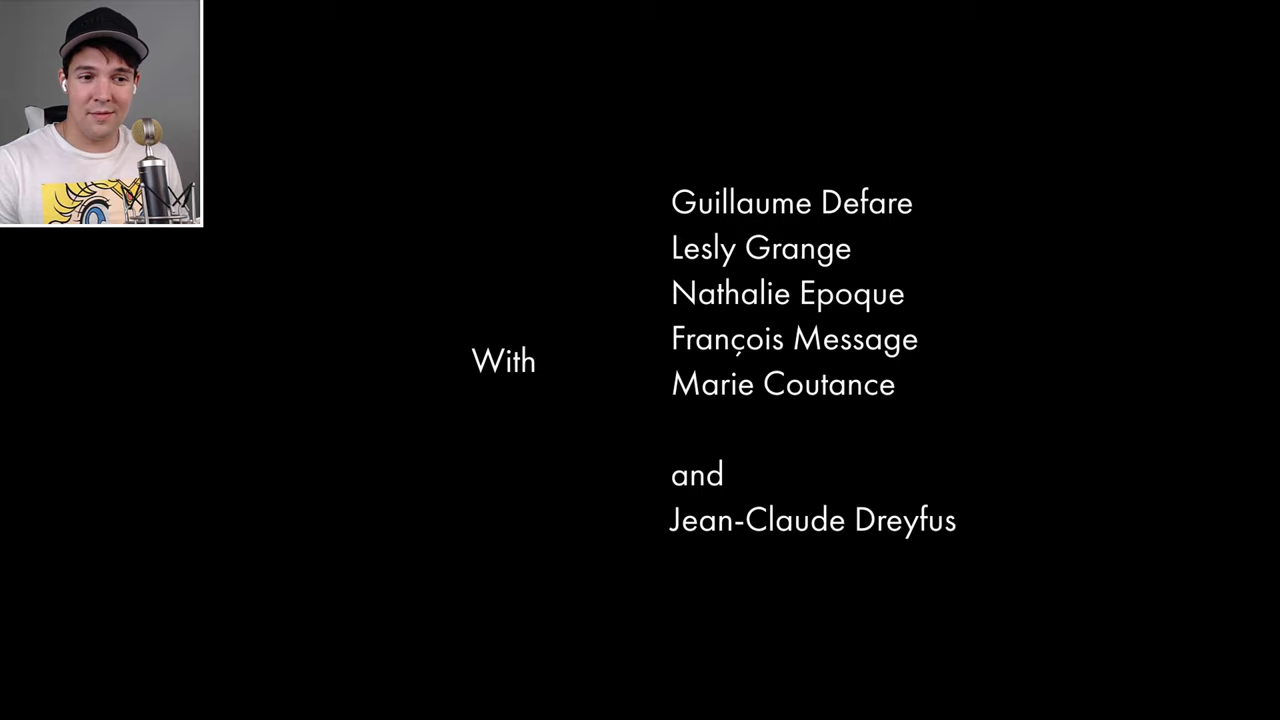 With
Guillaume Defare
Lesly Grange
Nathalie Epoque
François Message
Marie Coutance
and
Jean-Claude Dreyfus